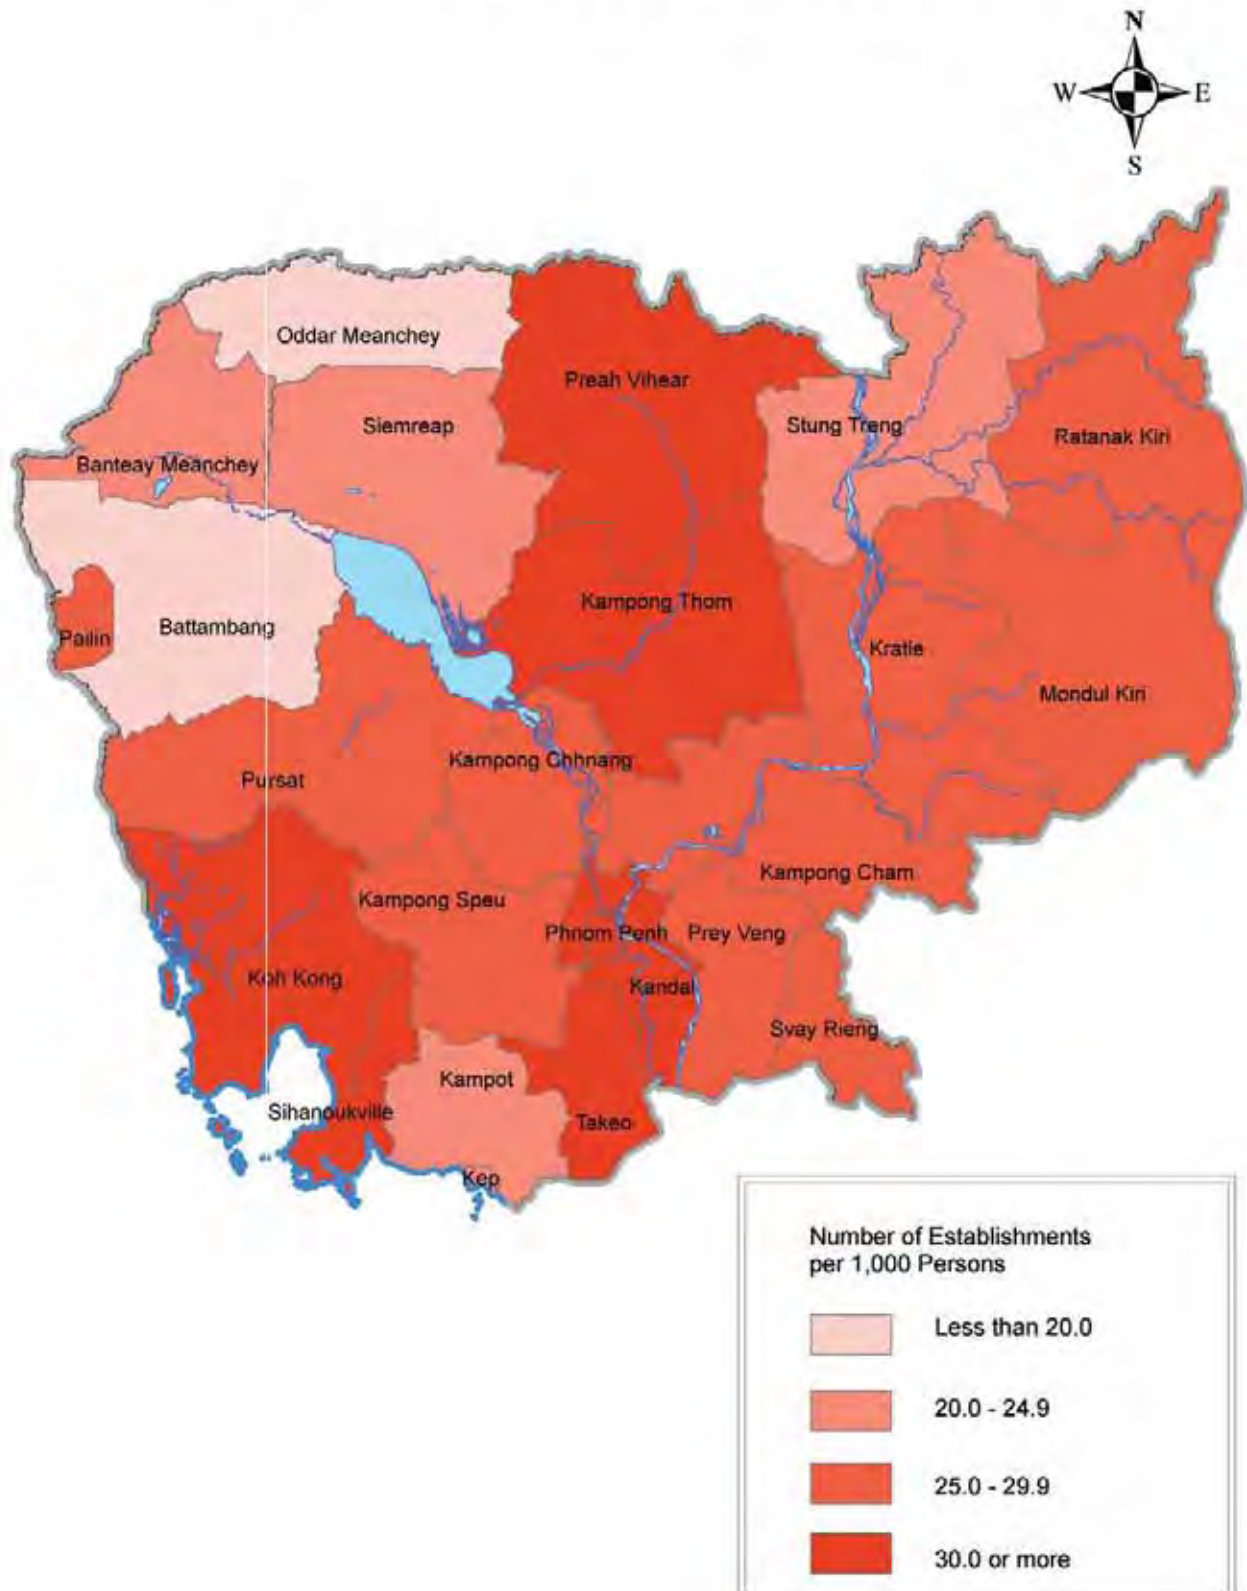 N
W
E
S
Oddar Meanchey
Preah Vihear
Siemreap
Stung Treng
Ratanak Kiri
Banteay Meanchey
Kampong Thom
Pailin
Battambang
Kratie
Mondul Kiri
Kampong Chhnang
Pursat
Kampong Cham
Kampong Speu
Phnom Penh
Prey Veng
Koh Kong
Kandal
Svay Rieng
Kampot
Sihanoukville
Takeo
Kep
Number of Establishments
per 1,000 Persons
Less than 20.0
20.0 - 24.9
25.0 - 29.9
30.0 or more